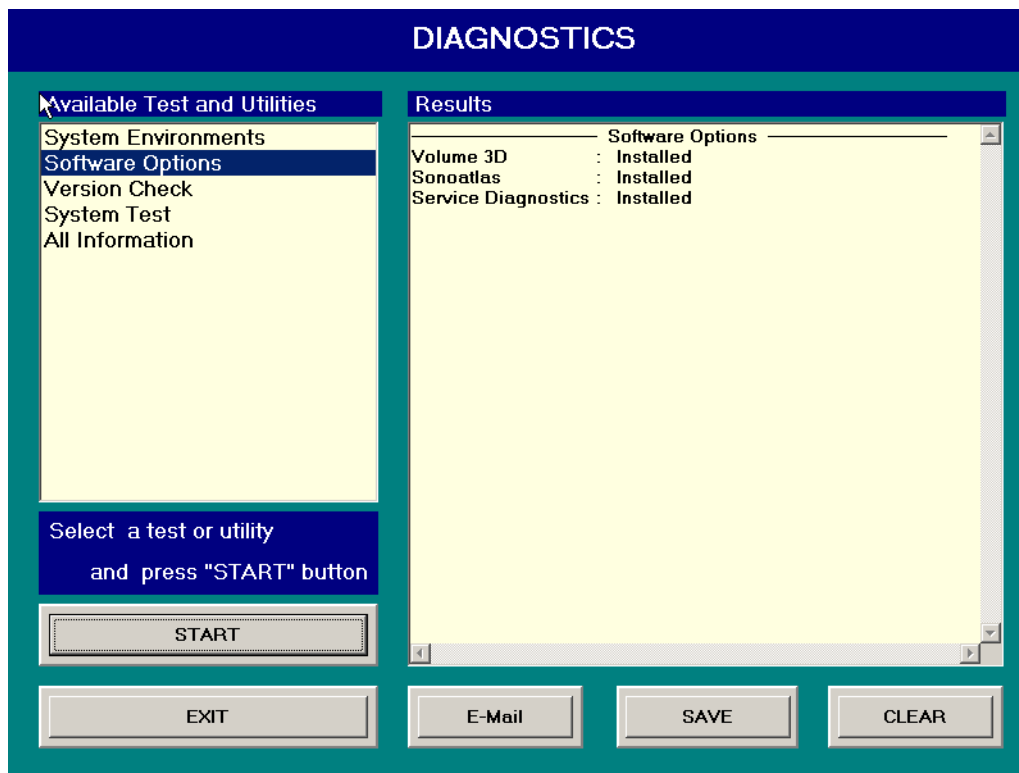 DIAGNOSTICS
Available Test and Utilities
System Environments
Software Options
Version Check
System Test
All Information
Select a test or utility
and press "START" button
START
EXIT
Results
Software Options
Volume 3D : Installed
Sonoatlas : Installed
Service Diagnostics : Installed
E-Mail
SAVE
CLEAR